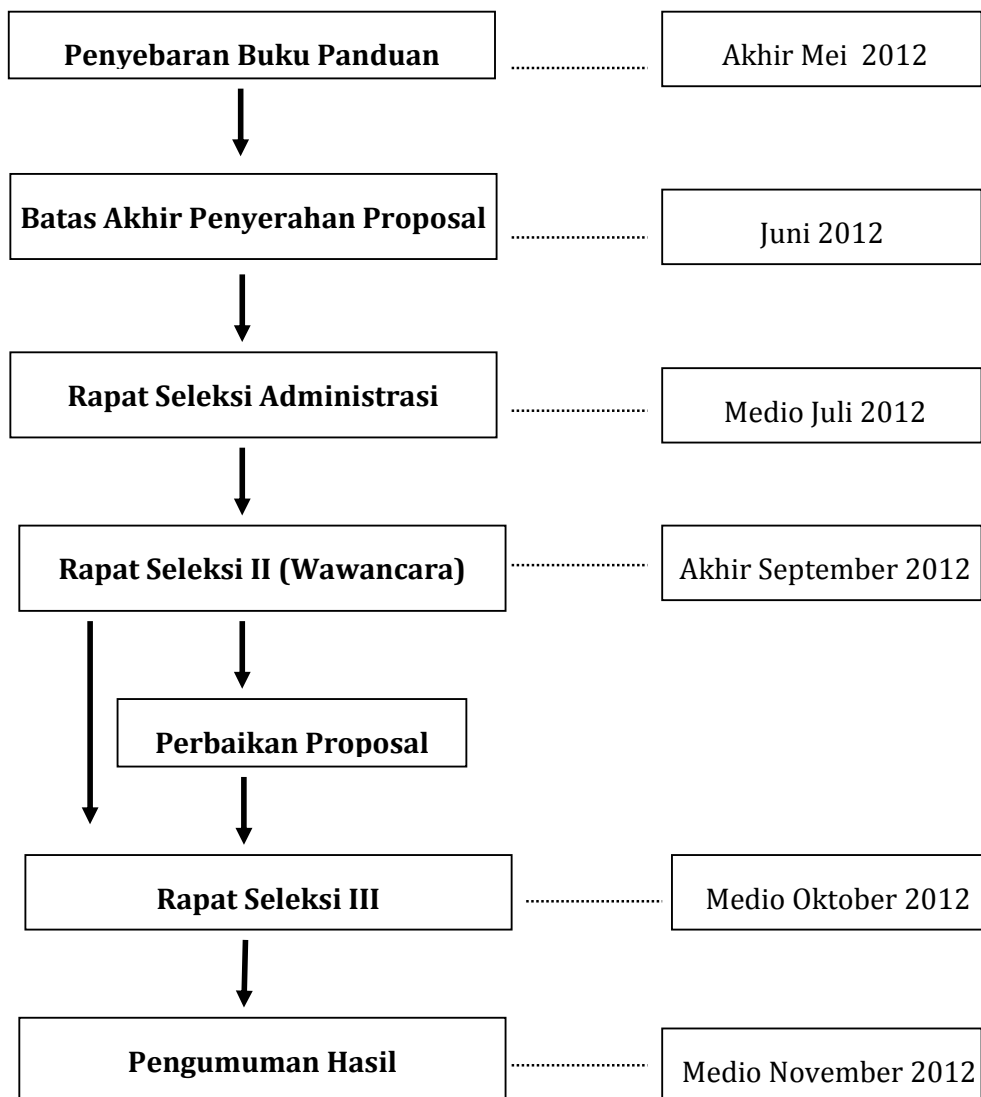 Penyebaran Buku Panduan
Akhir Mei  2012
Batas Akhir Penyerahan Proposal
Juni 2012
Rapat Seleksi Administrasi
Medio Juli 2012
Rapat Seleksi II (Wawancara)
Akhir September 2012
Perbaikan Proposal
Rapat Seleksi III
Medio Oktober 2012
Pengumuman Hasil
Medio November 2012